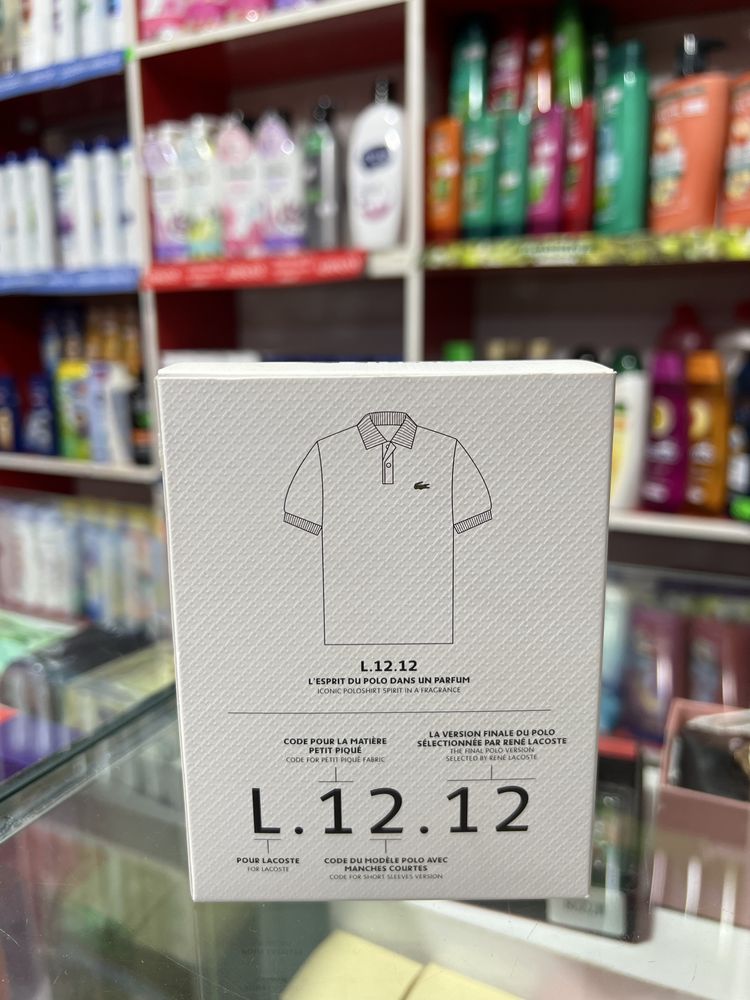 L.12.12
L'ESPRIT DU POLO DANS UN PARFUM
ICONIC POLOSHIRT SPIRIT IN A FRAGRANCE
CODE POUR LA MATIÈRE
PETIT PIQUÉ
CODE FOR PETIT PIQUÉ FABRIC
LA VERSION FINALE DU POLO
SÉLECTIONNÉE PAR RENÉ LACOSTE
THE FINAL POLO VERSION
SELECTED BY RENÉ LACOSTE
L.12.12
POUR LACOSTE
FOR LACOSTE
CODE DU MODÈLE POLO AVEC
MANCHES COURTES
CODE FOR SHORT SLEEVES VERSION